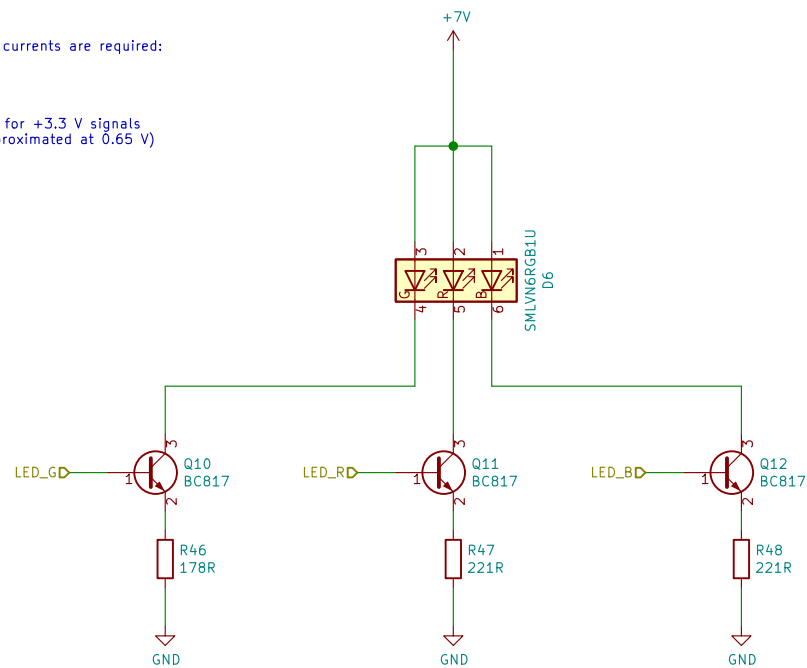 +7V
currents are required:
for +3.3 V signals
roximated at 0.65 V)
3
2
1
G
R
B
SMLVN6RGB1U
D6
4
5
6
3
3
3
LED_G
1
Q10
BC817
LED_R
1
Q11
BC817
LED_B
1
Q12
BC817
2
2
2
R46
178R
R47
221R
R48
221R
GND
GND
GND